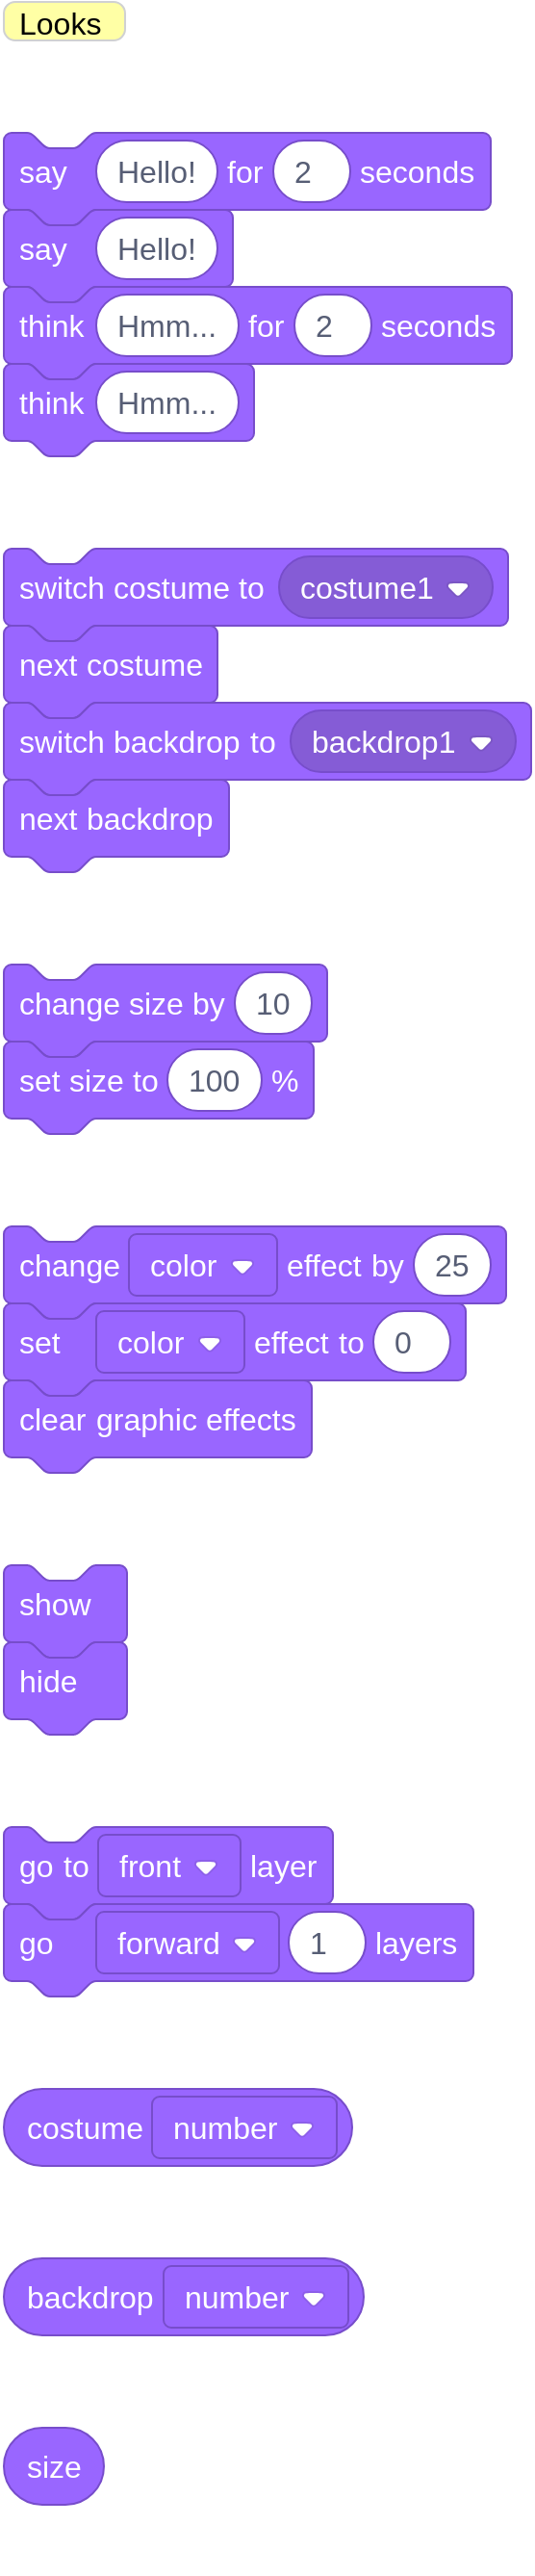 Looks
say Hello! for 2 seconds
say Hello!
think Hmm... for 2 seconds
think Hmm...
switch costume to costume1
next costume
switch backdrop to backdrop1
next backdrop
change size by 10
set size to 100 %
change color effect by 25
set color effect to 0
clear graphic effects
show
hide
go to front layer
go forward 1 layers
costume number
backdrop number
size